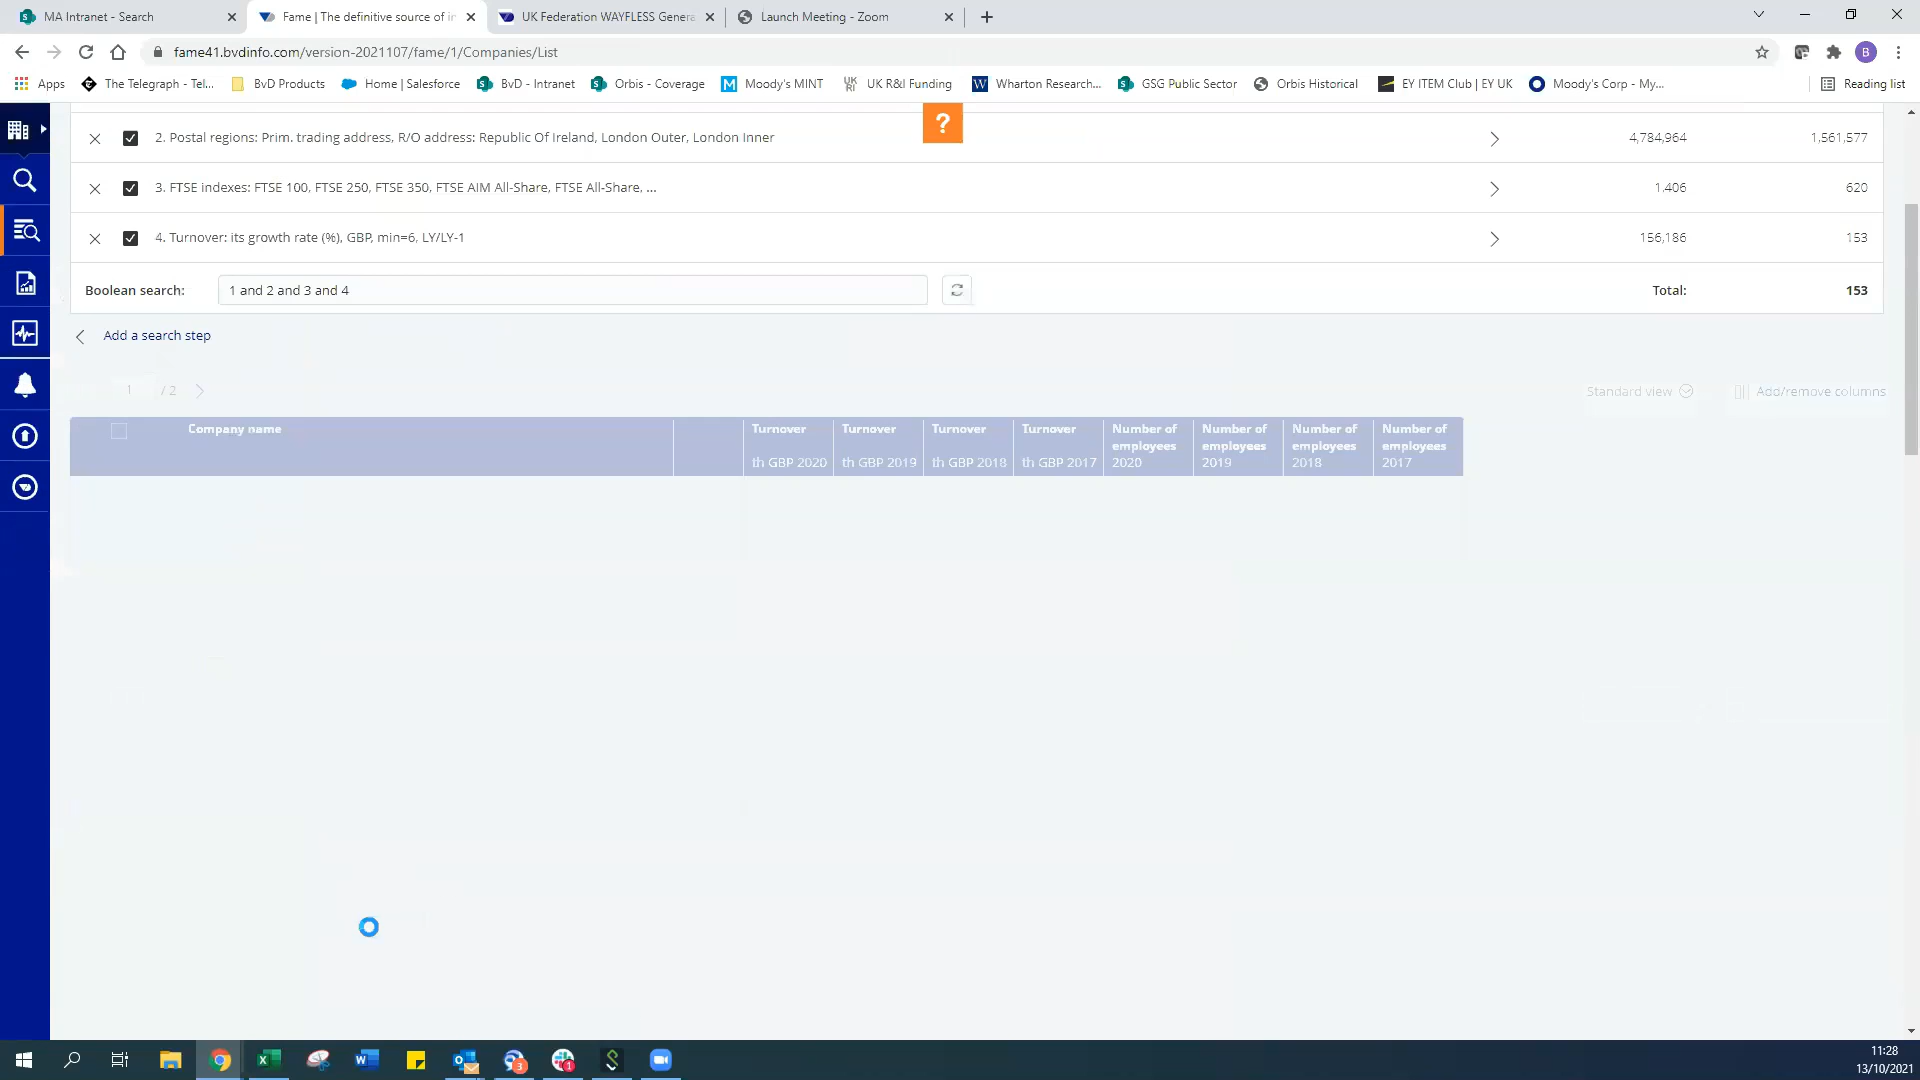 MA Intranet - Search
Fame | The definitive source of in
UK Federation WAYFLESS Genera
Launch Meeting - Zoom
fame41.bvdinfo.com/version-2021107/fame/1/Companies/List
B
Apps
The Telegraph - Tel...
BvD Products
Home | Salesforce
BvD - Intranet
Orbis - Coverage
Moody's MINT
UK R&I Funding
Wharton Research...
GSG Public Sector
Orbis Historical
EY ITEM Club | EY UK
Moody's Corp - My...
Reading list
?
2. Postal regions: Prim. trading address, R/O address: Republic Of Ireland, London Outer, London Inner 4,784,964 1,561,577
3. FTSE indexes: FTSE 100, FTSE 250, FTSE 350, FTSE AIM All-Share, FTSE All-Share, ... 1,406 620
4. Turnover: its growth rate (%), GBP, min=6, LY/LY-1 156,186 153
Boolean search: 1 and 2 and 3 and 4 Total: 153
Add a search step
1 / 2 Standard view Add/remove columns
Company name
Turnover
th GBP 2020
Turnover
th GBP 2019
Turnover
th GBP 2018
Turnover
th GBP 2017
Number of
employees
2020
Number of
employees
2019
Number of
employees
2018
Number of
employees
2017
3
1
11:28
13/10/2021